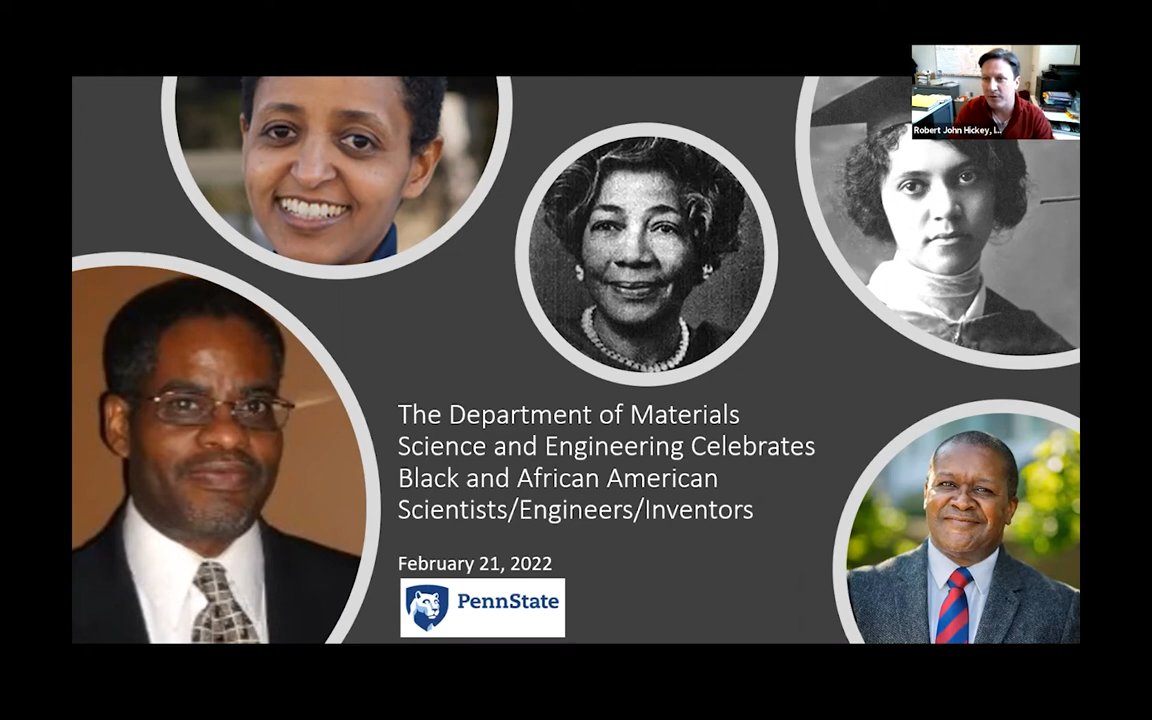 Robert John Hickey, I...
The Department of Materials
Science and Engineering Celebrates
Black and African American
Scientists/Engineers/Inventors
February 21, 2022
PennState